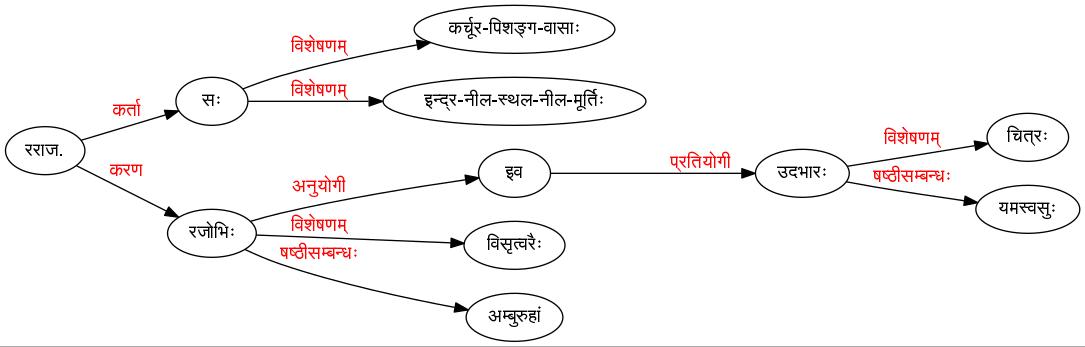 कर्चूर-पिशङ्ग-वासाः
विशेषणम्
सः
विशेषणम्
इन्द्र-नील-स्थल-नील-मूर्तिः
कर्ता
रराज.
करण
चित्रः
विशेषणम्
इव
प्रतियोगी
उदभारः
अनुयोगी
षष्ठीसम्बन्धः
यमस्वसुः
रजोभिः
विशेषणम्
विसृत्वरैः
षष्ठीसम्बन्धः
अम्बुरुहां